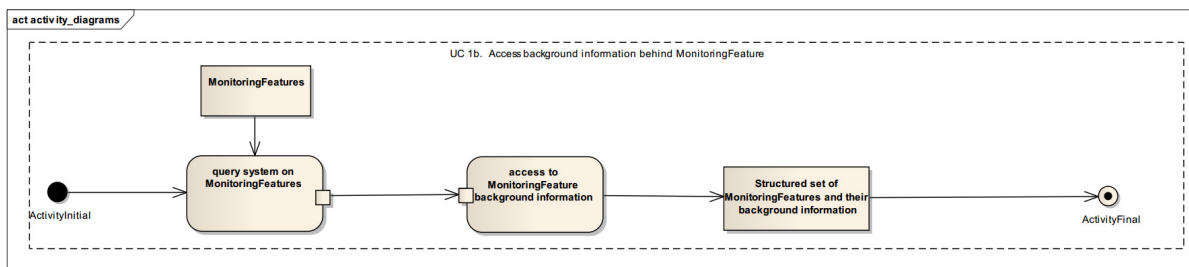 act activity_diagrams
UC 1b.  Access background information behind MonitoringFeature
MonitoringFeatures
query system on
MonitoringFeatures
access to
MonitoringFeature
background information
Structured set of
MonitoringFeatures and their
background information
ActivityInitial
ActivityFinal